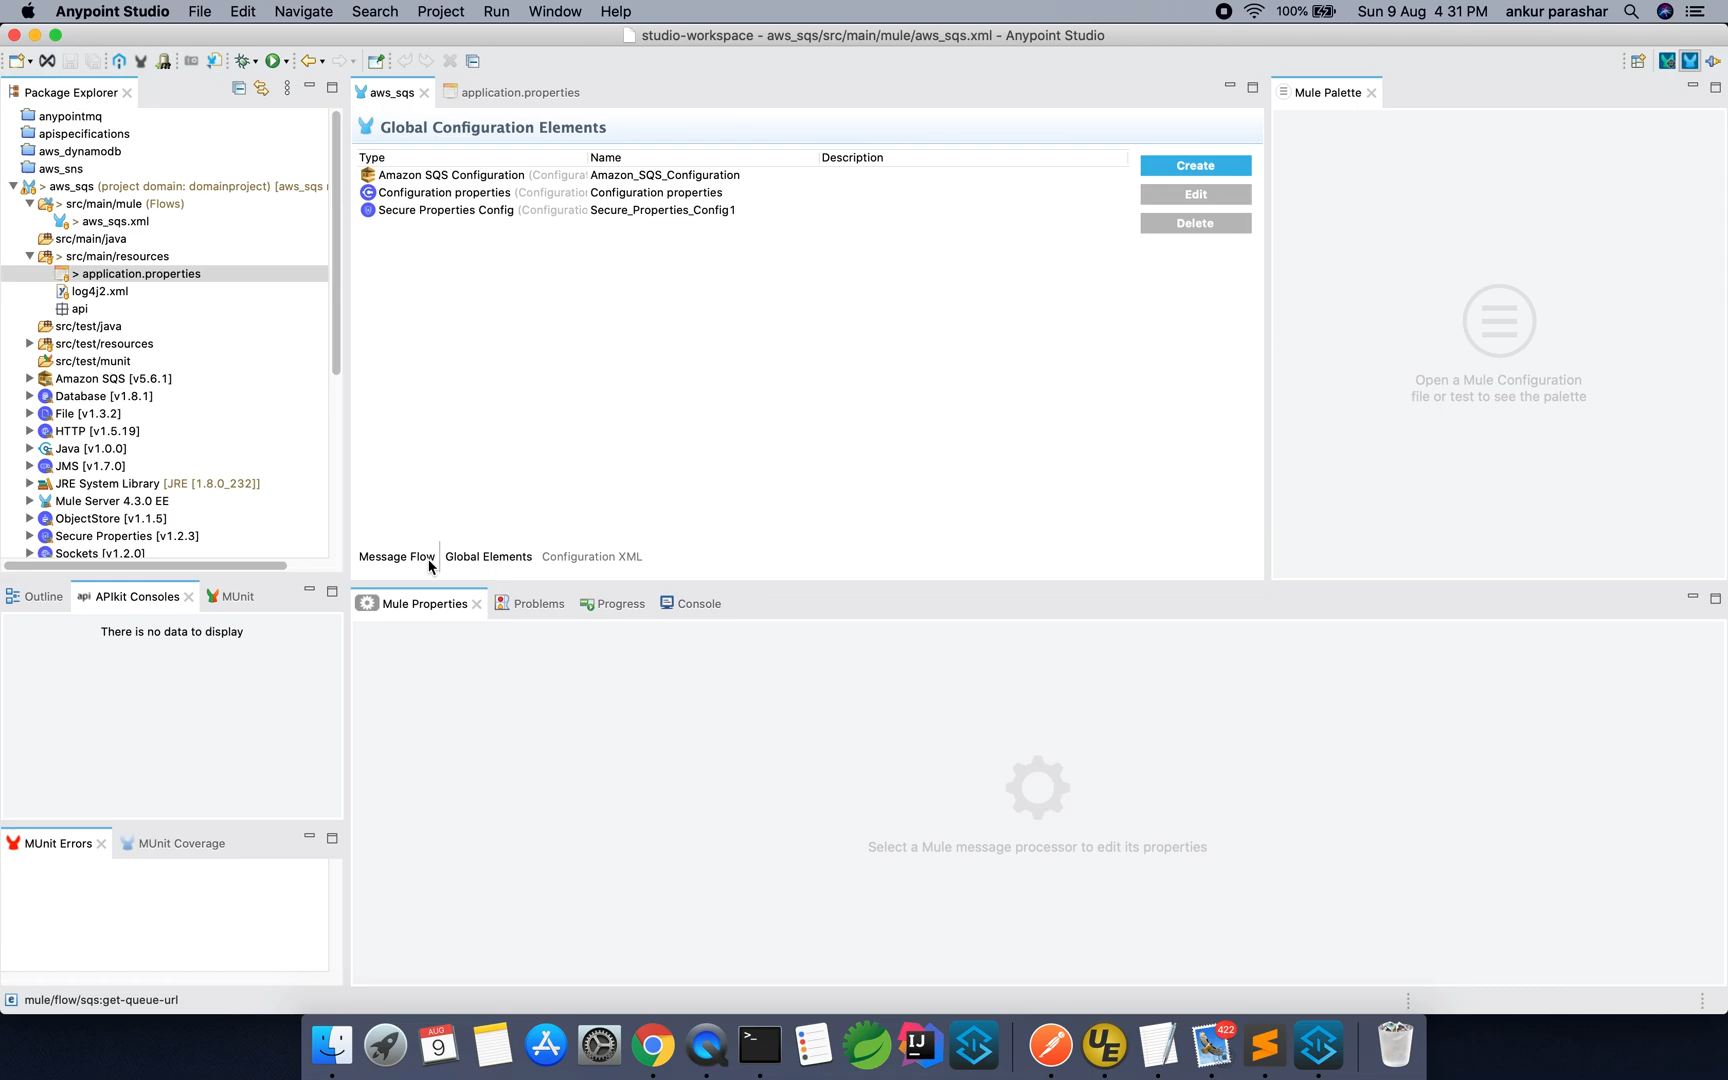 Anypoint Studio File Edit Navigate Search Project Run Window Help 100% Sun 9 Aug 4 31 PM ankur parashar
studio-workspace - aws_sqs/src/main/mule/aws_sqs.xml - Anypoint Studio
Package Explorer
aws_sqs application.properties
Mule Palette
anypointmq
apispecifications
aws_dynamodb
aws_sns
> aws_sqs (project domain: domainproject) [aws_sqs
> src/main/mule (Flows)
> aws_sqs.xml
src/main/java
> src/main/resources
> application.properties
log4j2.xml
api
src/test/java
src/test/resources
src/test/munit
Amazon SQS [v5.6.1]
Database [v1.8.1]
File [v1.3.2]
HTTP [v1.5.19]
Java [v1.0.0]
JMS [v1.7.0]
JRE System Library [JRE [1.8.0_232]]
Mule Server 4.3.0 EE
ObjectStore [v1.1.5]
Secure Properties [v1.2.3]
Sockets [v1.2.0]
Global Configuration Elements
Type Name Description
Amazon SQS Configuration (Configura Amazon_SQS_Configuration
Configuration properties (Configuratio Configuration properties
Secure Properties Config (Configuratio Secure_Properties_Config1
Create
Edit
Delete
Message Flow Global Elements Configuration XML
Open a Mule Configuration
file or test to see the palette
Outline api APIkit Consoles MUnit
There is no data to display
Mule Properties Problems Progress Console
Select a Mule message processor to edit its properties
MUnit Errors MUnit Coverage
mule/flow/sqs:get-queue-url
AUG
9
>_
IJ
UE
422